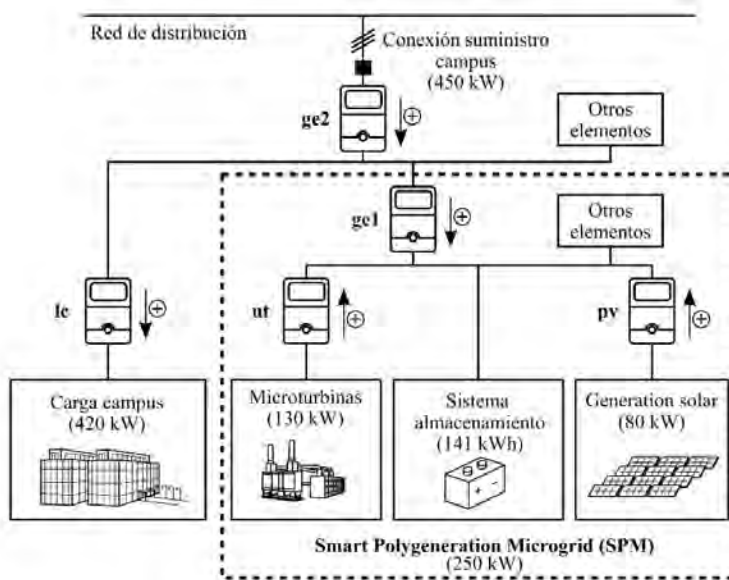 Red de distribución
Conexión suministro
campus
(450 kW)
ge2
Otros
elementos
ge1
Otros
elementos
lc
ut
pv
Carga campus
(420 kW)
Microturbinas
(130 kW)
Sistema
almacenamiento
(141 kWh)
Generation solar
(80 kW)
Smart Polygeneration Microgrid (SPM)
(250 kW)